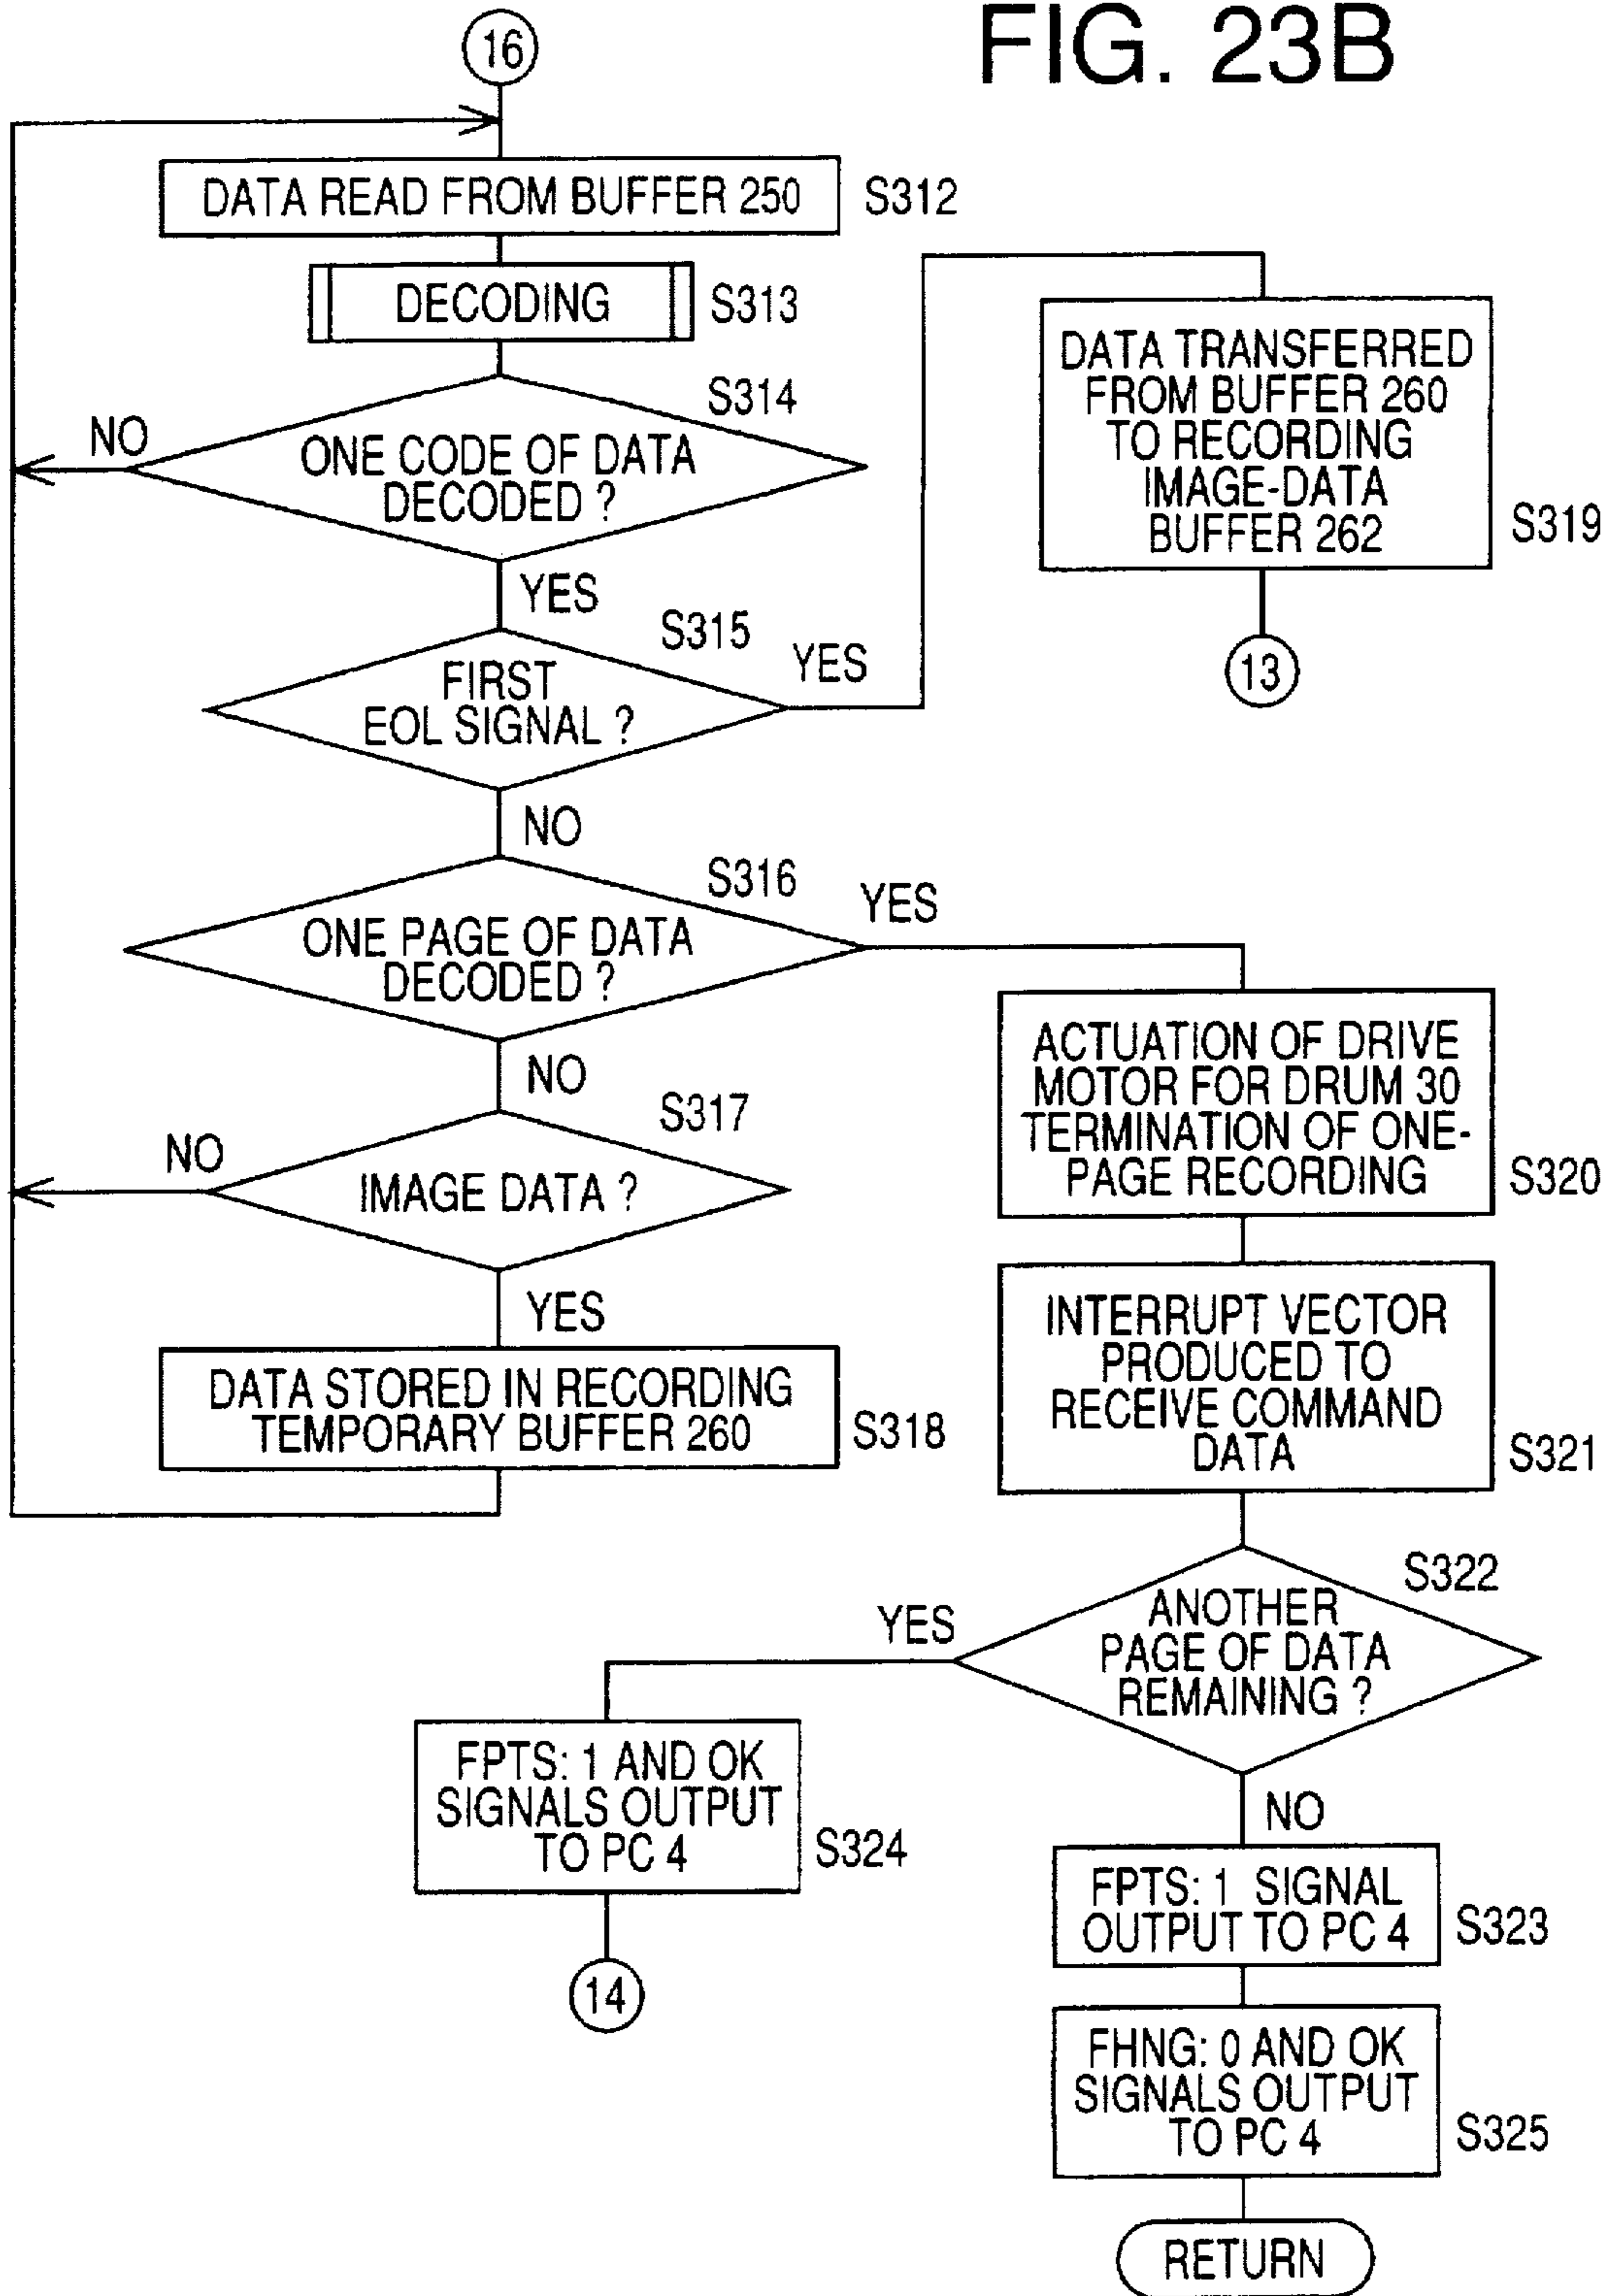 FIG. 23B
16
DATA READ FROM BUFFER 250
S312
DECODING
S313
S314
NO
ONE CODE OF DATA
DECODED ?
YES
S315
YES
FIRST
EOL SIGNAL ?
NO
DATA TRANSFERRED
FROM BUFFER 260
TO RECORDING
IMAGE-DATA
BUFFER 262
S319
13
S316
YES
ONE PAGE OF DATA
DECODED ?
NO
S317
NO
IMAGE DATA ?
YES
DATA STORED IN RECORDING
TEMPORARY BUFFER 260
S318
ACTUATION OF DRIVE
MOTOR FOR DRUM 30
TERMINATION OF ONE-
PAGE RECORDING
S320
INTERRUPT VECTOR
PRODUCED TO
RECEIVE COMMAND
DATA
S321
S322
YES
ANOTHER
PAGE OF DATA
REMAINING ?
NO
FPTS: 1 AND OK
SIGNALS OUTPUT
TO PC 4
S324
14
FPTS: 1 SIGNAL
OUTPUT TO PC 4
S323
FHNG: 0 AND OK
SIGNALS OUTPUT
TO PC 4
S325
RETURN